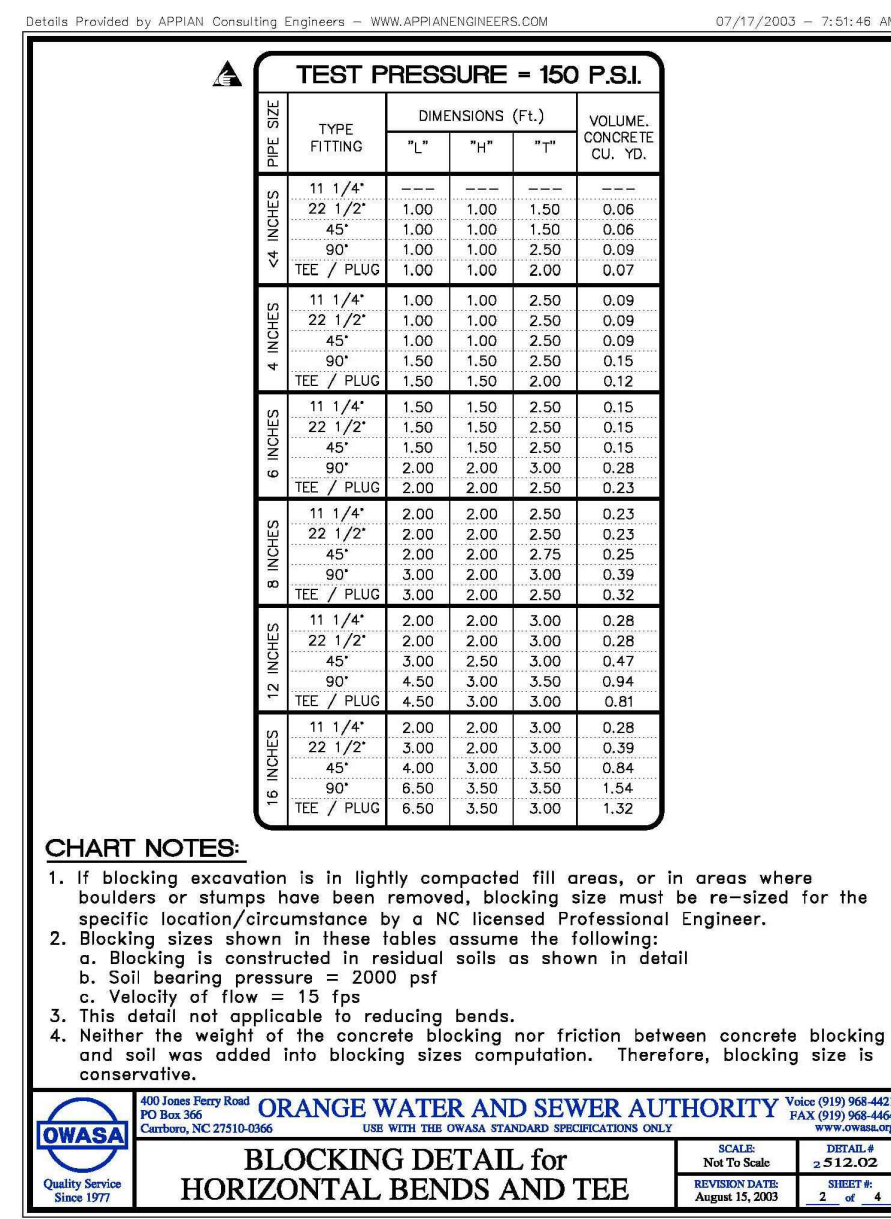 Details Provided by APPIAN Consulting Engineers – WWW.APPIANENGINEERS.COM 07/17/2003 – 7:51:46 AM
TEST PRESSURE = 150 P.S.I.
PIPE SIZE TYPE FITTING DIMENSIONS (Ft.) VOLUME. CONCRETE CU. YD.
"L" "H" "T"
<4 INCHES
11 1/4° ––– ––– ––– –––
22 1/2° 1.00 1.00 1.50 0.06
45° 1.00 1.00 1.50 0.06
90° 1.00 1.00 2.50 0.09
TEE / PLUG 1.00 1.00 2.00 0.07
4 INCHES
11 1/4° 1.00 1.00 2.50 0.09
22 1/2° 1.00 1.00 2.50 0.09
45° 1.00 1.00 2.50 0.09
90° 1.50 1.50 2.50 0.15
TEE / PLUG 1.50 1.50 2.00 0.12
6 INCHES
11 1/4° 1.50 1.50 2.50 0.15
22 1/2° 1.50 1.50 2.50 0.15
45° 1.50 1.50 2.50 0.15
90° 2.00 2.00 3.00 0.28
TEE / PLUG 2.00 2.00 2.50 0.23
8 INCHES
11 1/4° 2.00 2.00 2.50 0.23
22 1/2° 2.00 2.00 2.50 0.23
45° 2.00 2.00 2.75 0.25
90° 3.00 2.00 3.00 0.39
TEE / PLUG 3.00 2.00 2.50 0.32
12 INCHES
11 1/4° 2.00 2.00 3.00 0.28
22 1/2° 2.00 2.00 3.00 0.28
45° 3.00 2.50 3.00 0.47
90° 4.50 3.00 3.50 0.94
TEE / PLUG 4.50 3.00 3.00 0.81
16 INCHES
11 1/4° 2.00 2.00 3.00 0.28
22 1/2° 3.00 2.00 3.00 0.39
45° 4.00 3.00 3.50 0.84
90° 6.50 3.50 3.50 1.54
TEE / PLUG 6.50 3.50 3.00 1.32
CHART NOTES:
1. If blocking excavation is in lightly compacted fill areas, or in areas where
boulders or stumps have been removed, blocking size must be re–sized for the
specific location/circumstance by a NC licensed Professional Engineer.
2. Blocking sizes shown in these tables assume the following:
a. Blocking is constructed in residual soils as shown in detail
b. Soil bearing pressure = 2000 psf
c. Velocity of flow = 15 fps
3. This detail not applicable to reducing bends.
4. Neither the weight of the concrete blocking nor friction between concrete blocking
and soil was added into blocking sizes computation. Therefore, blocking size is
conservative.
OWASA
Quality Service
Since 1977
400 Jones Ferry Road
PO Box 366
Carrboro, NC 27510-0366
ORANGE WATER AND SEWER AUTHORITY
USE WITH THE OWASA STANDARD SPECIFICATIONS ONLY
Voice (919) 968-442
FAX (919) 968-446
www.owasa.or
BLOCKING DETAIL for
HORIZONTAL BENDS AND TEE
SCALE:
Not To Scale
DETAIL #
2 512.02
REVISION DATE:
August 15, 2003
SHEET #:
2 of 4